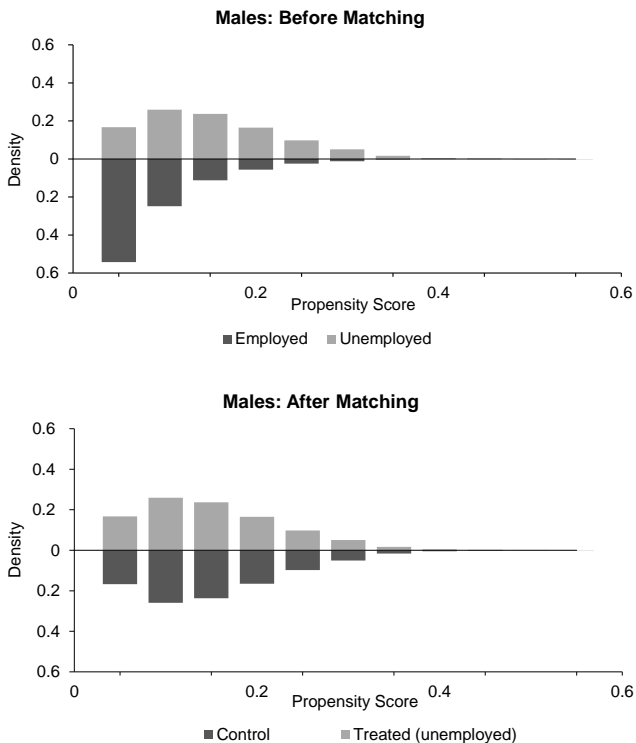 Males: Before Matching
0.6
0.4
0.2
0
0.2
0.4
0.6
Density
0 0.2 0.4 0.6
Propensity Score
Employed Unemployed
Males: After Matching
0.6
0.4
0.2
0
0.2
0.4
0.6
Density
0 0.2 0.4 0.6
Propensity Score
Control Treated (unemployed)